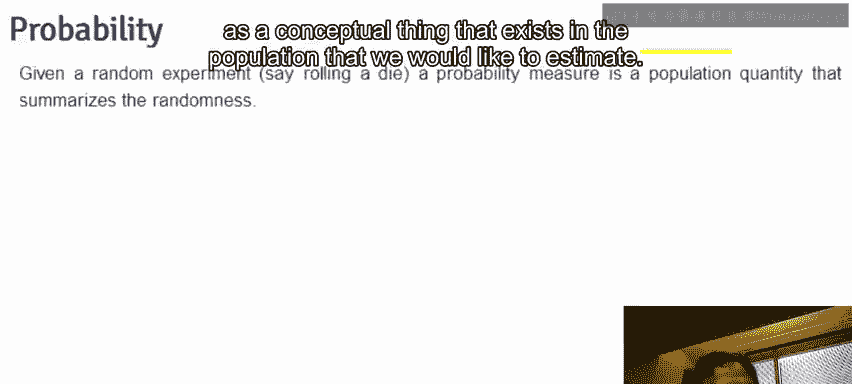 Probability
as a conceptual thing that exists in the
population that we would like to estimate.
Given a random experiment (say rolling a die) a probability measure is a population quantity that
summarizes the randomness.